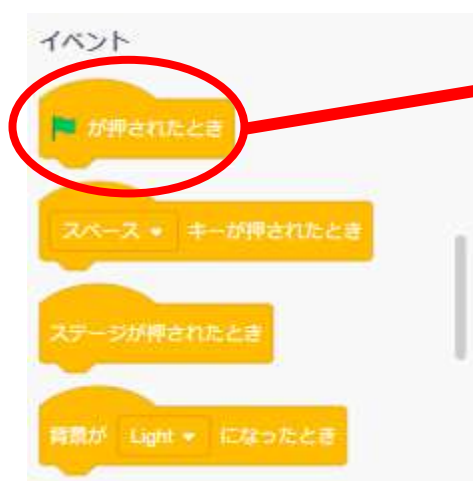 イベント
が押されたとき
スペース キーが押されたとき
ステージが押されたとき
背景が Light になったとき